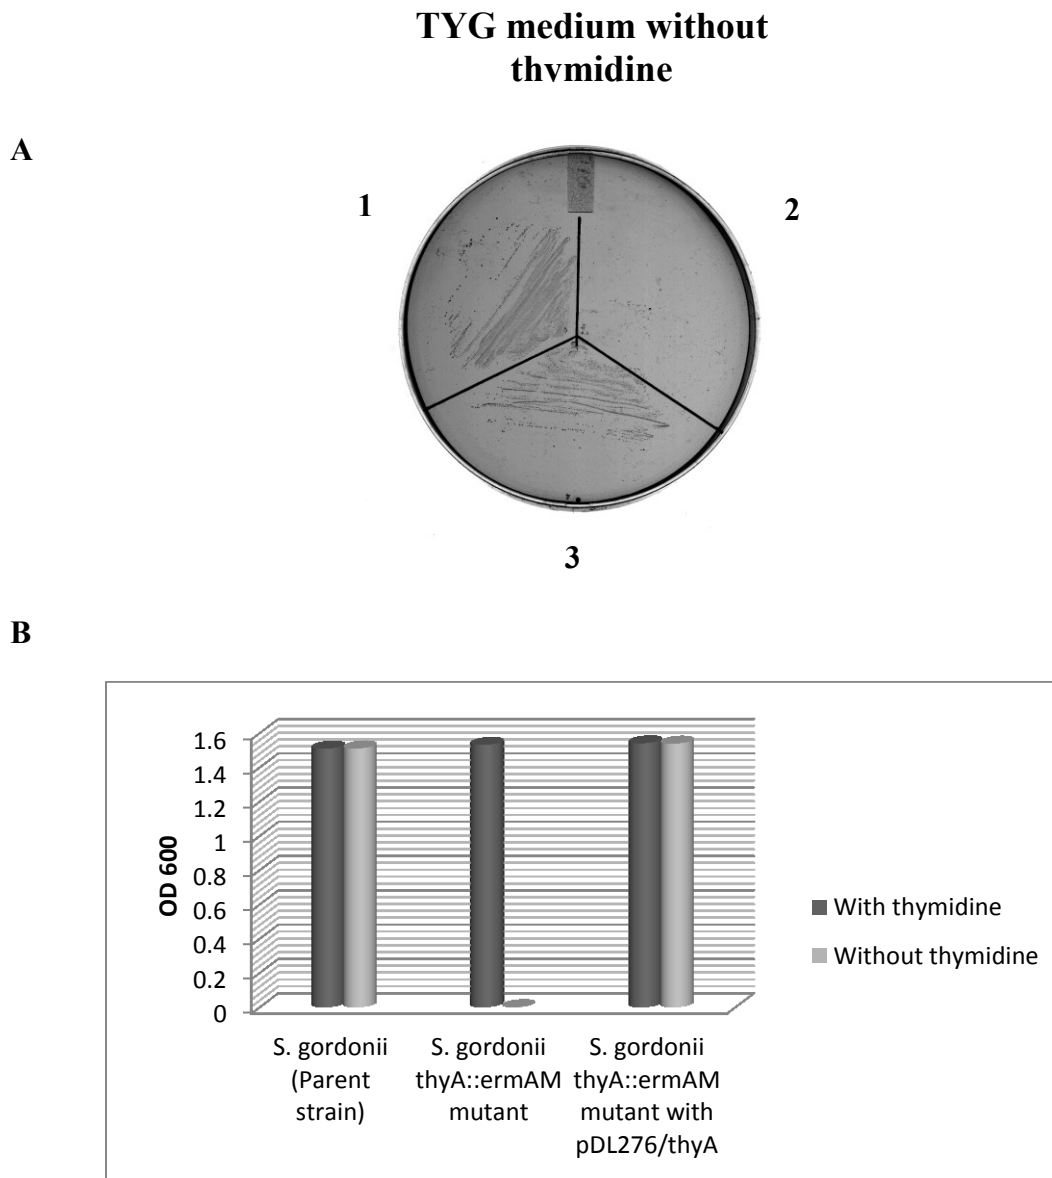 TYG medium without
thvmidine
A
1
2
3
B
1.6
1.4
1.2
1
0.8
0.6
0.4
0.2
0
OD 600
S. gordonii
(Parent
strain)
S. gordonii
thyA::ermAM
mutant
S. gordonii
thyA::ermAM
mutant with
pDL276/thyA
With thymidine
Without thymidine